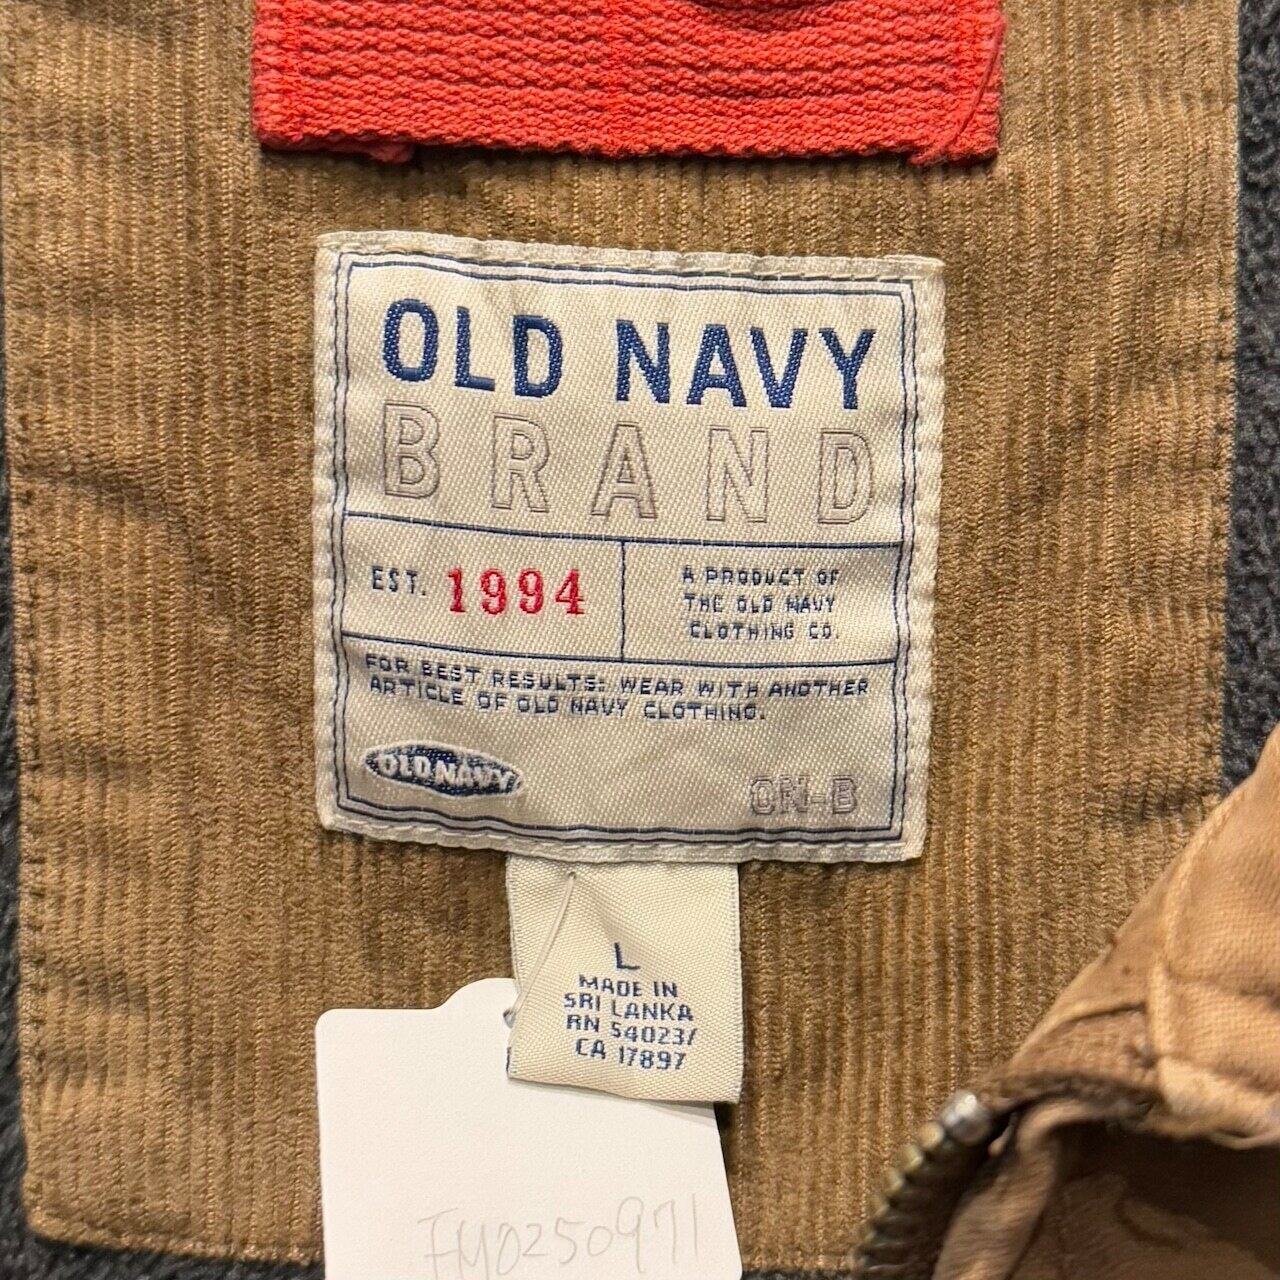 OLD NAVY
BRAND
EST. 1994
A PRODUCT OF
THE OLD NAVY
CLOTHING CO.
FOR BEST RESULTS: WEAR WITH ANOTHER
ARTICLE OF OLD NAVY CLOTHING.
OLD NAVY
ON-B
L
MADE IN
SRI LANKA
RN 54023/
CA 17897